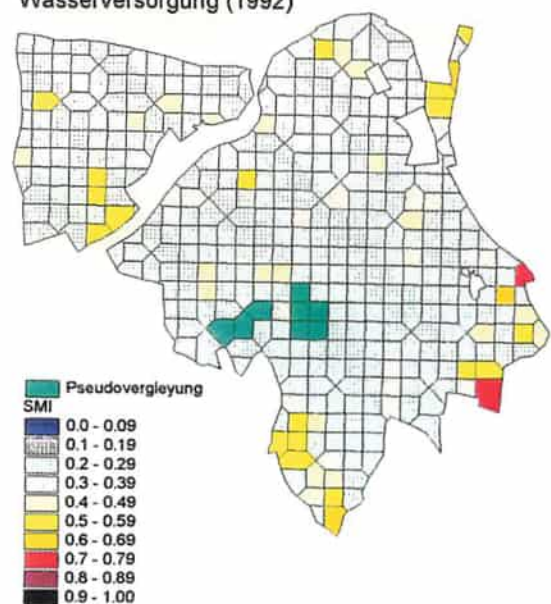 Wasserversorgung (1992)
Pseudovergleyung
SMI
0.0 - 0.09
0.1 - 0.19
0.2 - 0.29
0.3 - 0.39
0.4 - 0.49
0.5 - 0.59
0.6 - 0.69
0.7 - 0.79
0.8 - 0.89
0.9 - 1.00